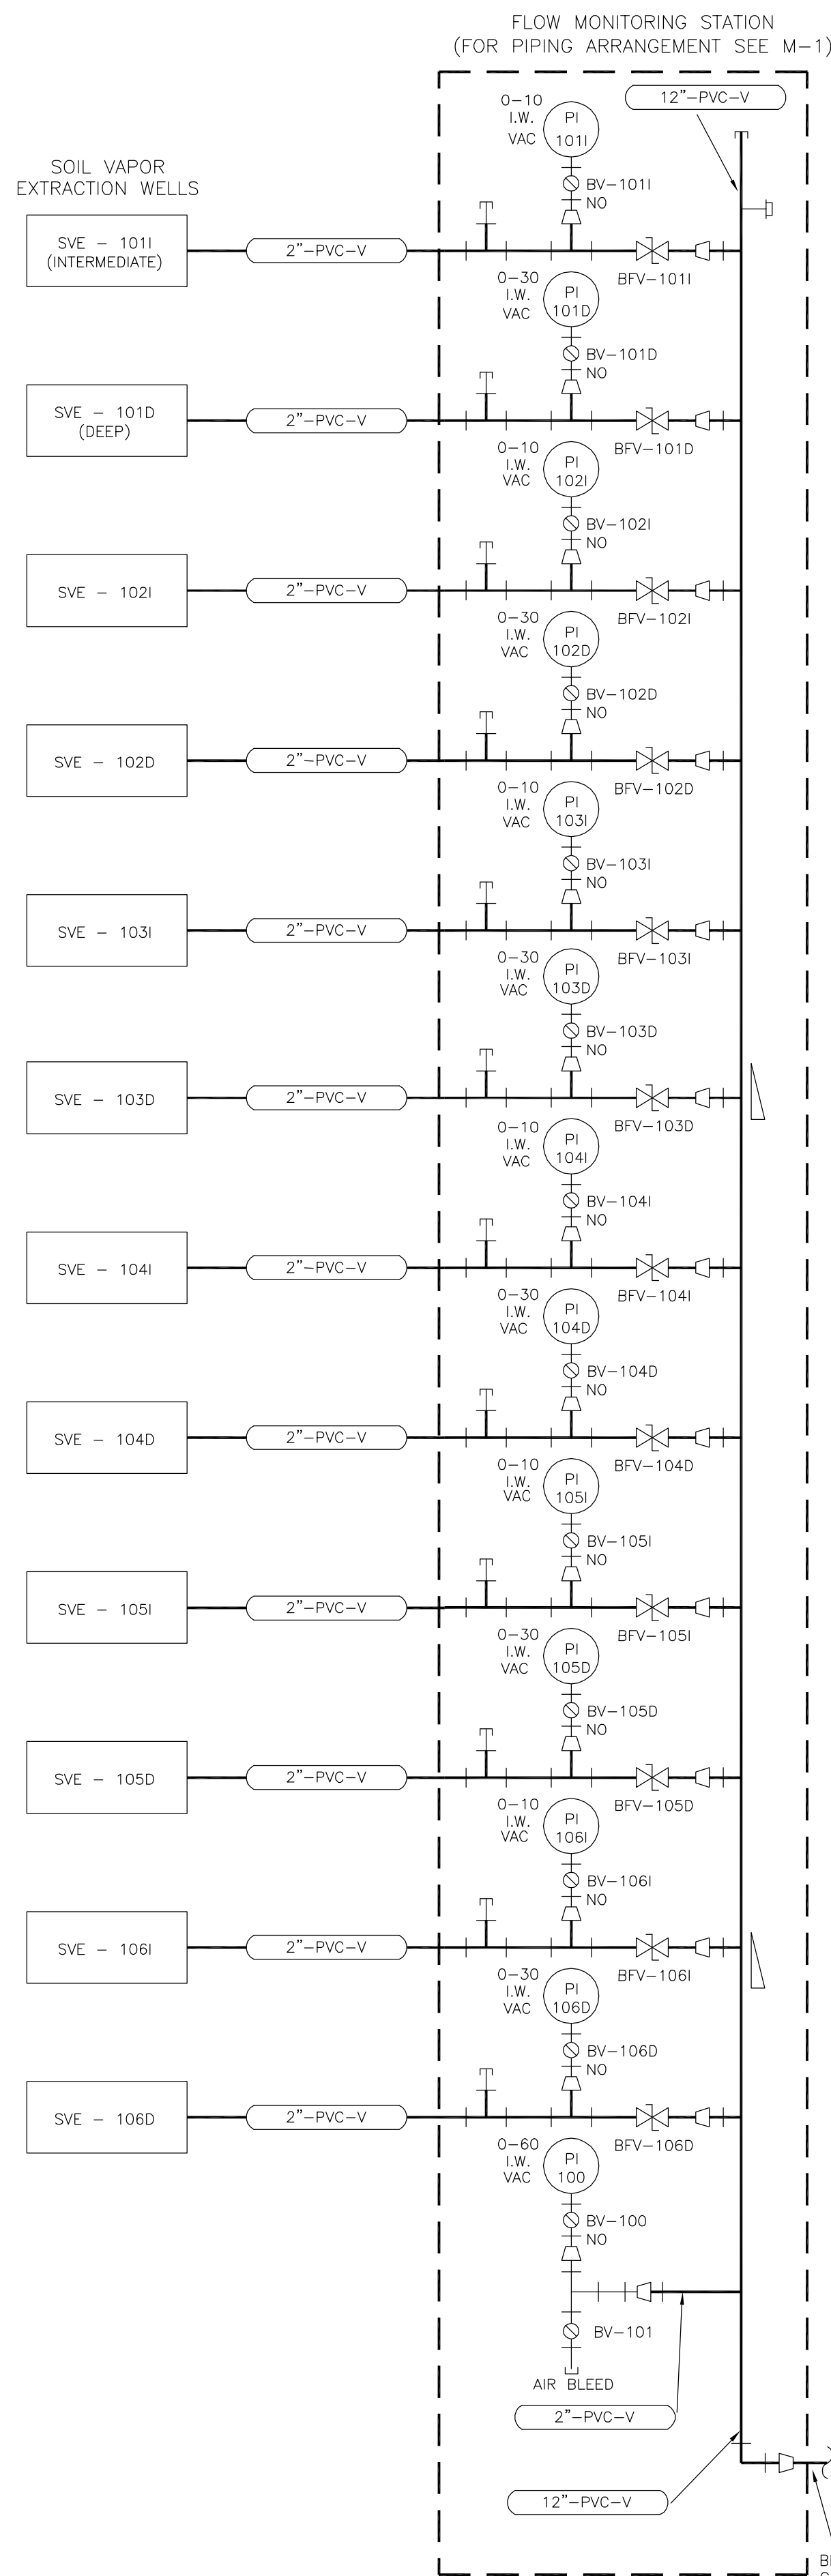 FLOW MONITORING STATION
(FOR PIPING ARRANGEMENT SEE M-1)
12"-PVC-V
SOIL VAPOR
EXTRACTION WELLS
0-10
I.W.
VAC
PI
101I
BV-101I
NO
SVE - 101I
(INTERMEDIATE)
2"-PVC-V
BFV-101I
0-30
I.W.
VAC
PI
101D
BV-101D
NO
SVE - 101D
(DEEP)
2"-PVC-V
BFV-101D
0-10
I.W.
VAC
PI
102I
BV-102I
NO
SVE - 102I
2"-PVC-V
BFV-102I
0-30
I.W.
VAC
PI
102D
BV-102D
NO
SVE - 102D
2"-PVC-V
BFV-102D
0-10
I.W.
VAC
PI
103I
BV-103I
NO
SVE - 103I
2"-PVC-V
BFV-103I
0-30
I.W.
VAC
PI
103D
BV-103D
NO
SVE - 103D
2"-PVC-V
BFV-103D
0-10
I.W.
VAC
PI
104I
BV-104I
NO
SVE - 104I
2"-PVC-V
BFV-104I
0-30
I.W.
VAC
PI
104D
BV-104D
NO
SVE - 104D
2"-PVC-V
BFV-104D
0-10
I.W.
VAC
PI
105I
BV-105I
NO
SVE - 105I
2"-PVC-V
BFV-105I
0-30
I.W.
VAC
PI
105D
BV-105D
NO
SVE - 105D
2"-PVC-V
BFV-105D
0-10
I.W.
VAC
PI
106I
BV-106I
NO
SVE - 106I
2"-PVC-V
BFV-106I
0-30
I.W.
VAC
PI
106D
BV-106D
NO
SVE - 106D
2"-PVC-V
BFV-106D
0-60
I.W.
VAC
PI
100
BV-100
NO
BV-101
AIR BLEED
2"-PVC-V
12"-PVC-V